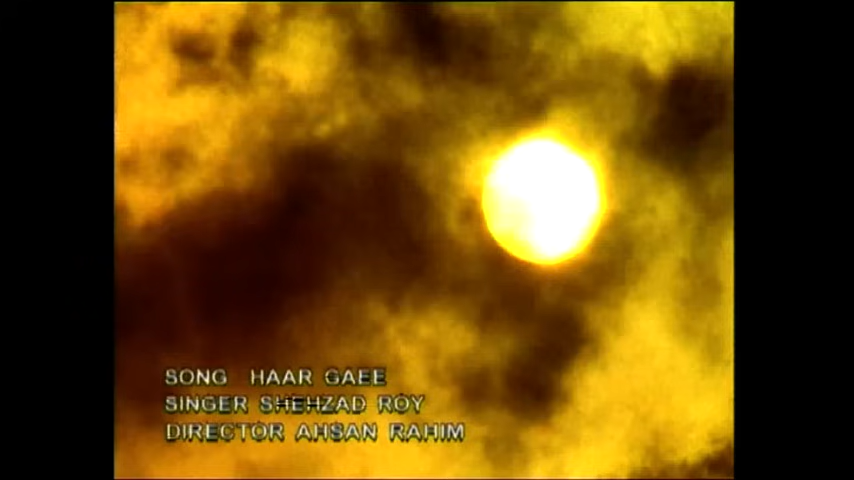 SONG HAAR GAEE
SINGER SHEHZAD ROY
DIRECTOR AHSAN RAHIM